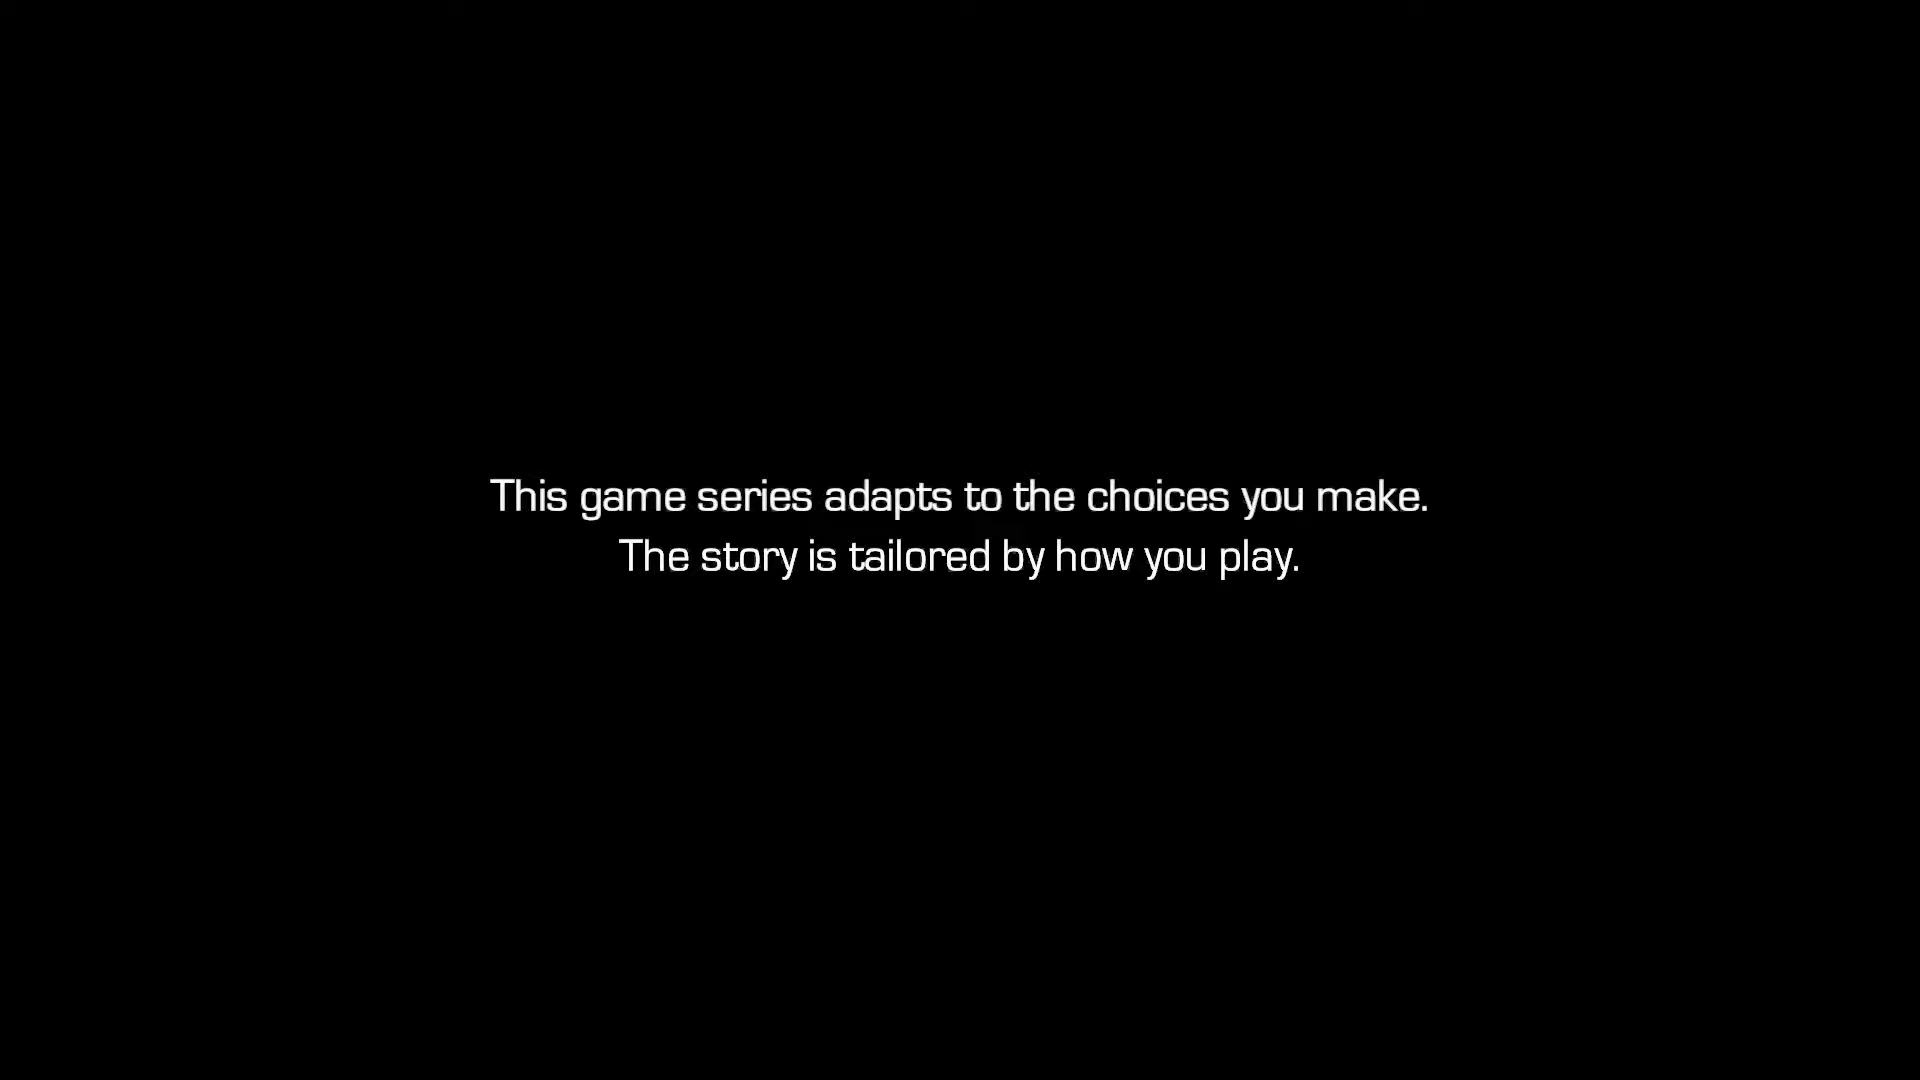 This game series adapts to the choices you make.
The story is tailored by how you play.